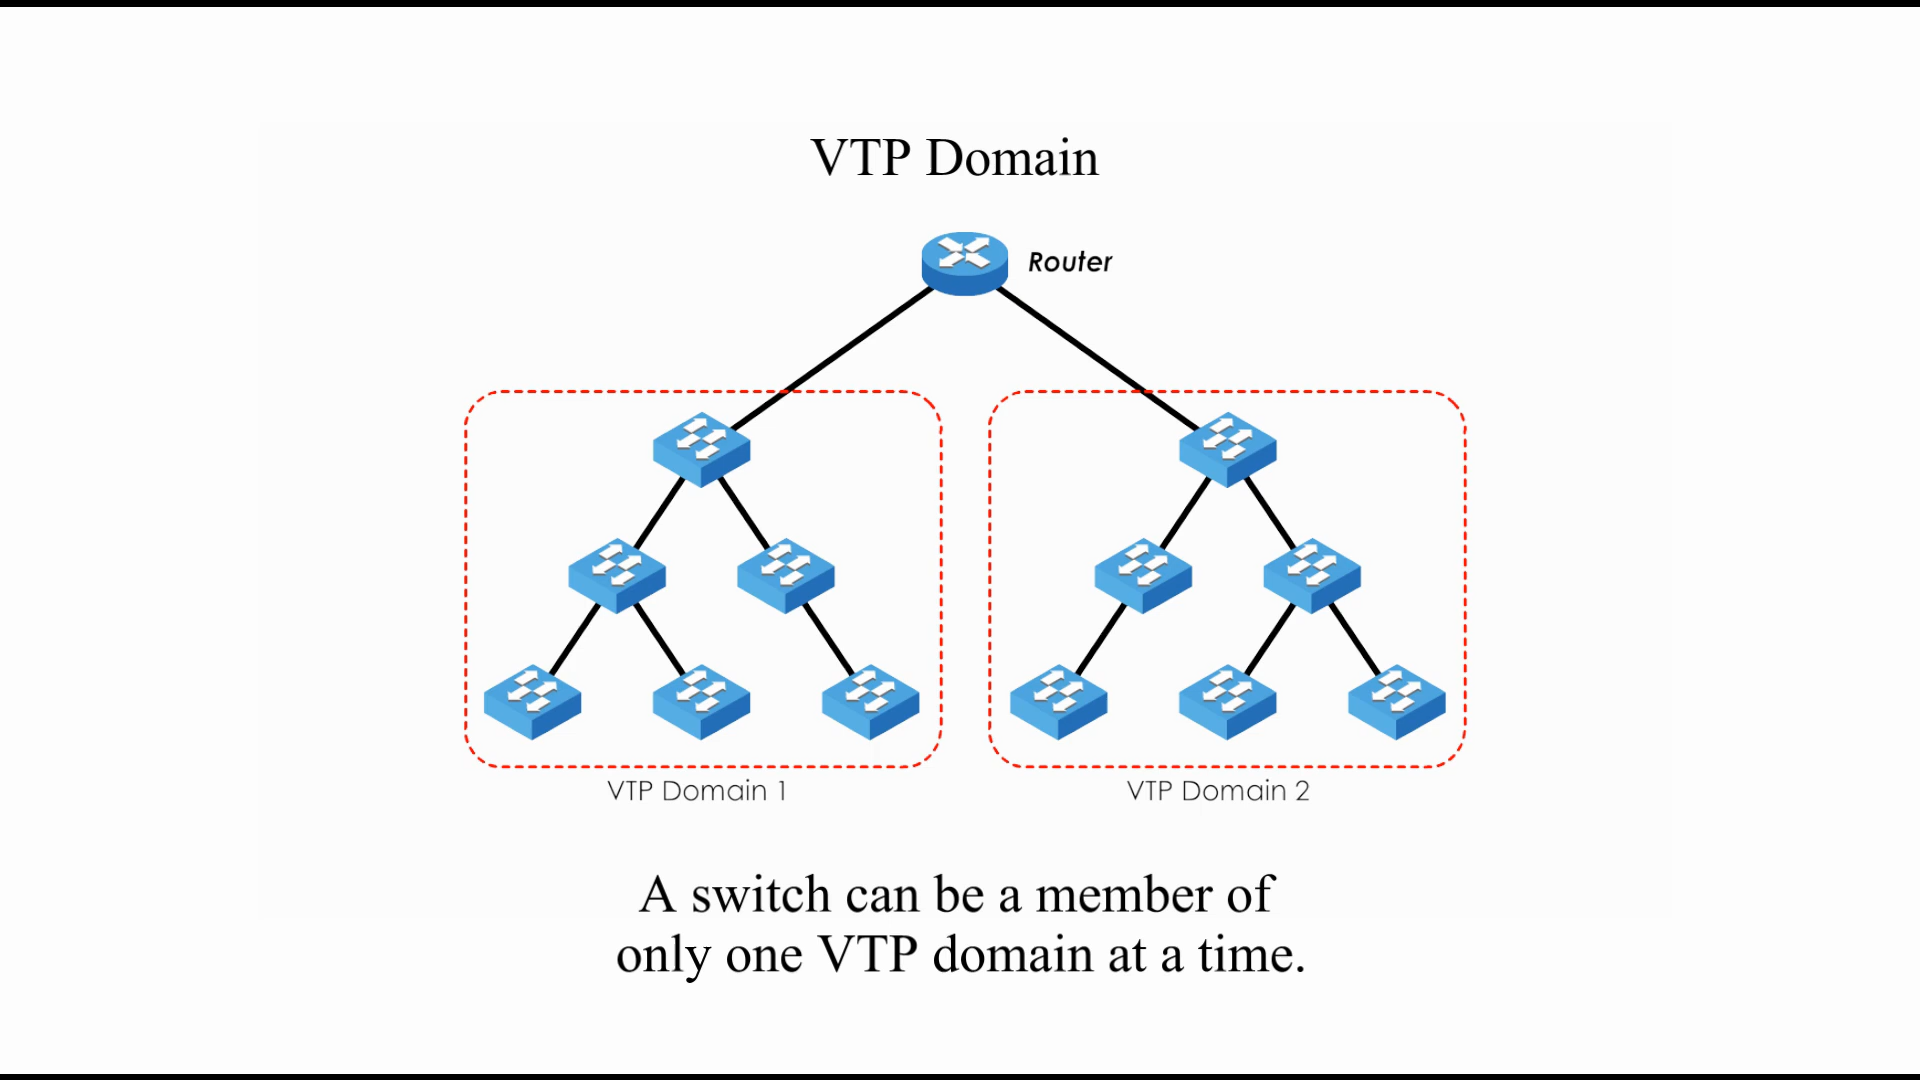 VTP Domain
Router
VTP Domain 1
VTP Domain 2
A switch can be a member of
only one VTP domain at a time.